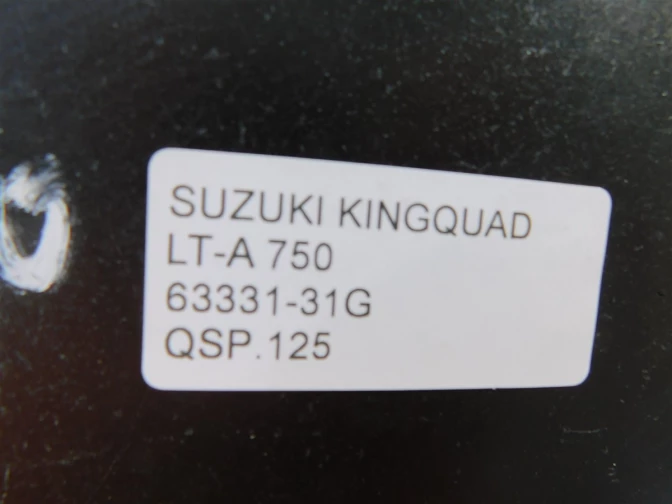 SUZUKI KINGQUAD
LT-A 750
63331-31G
QSP.125